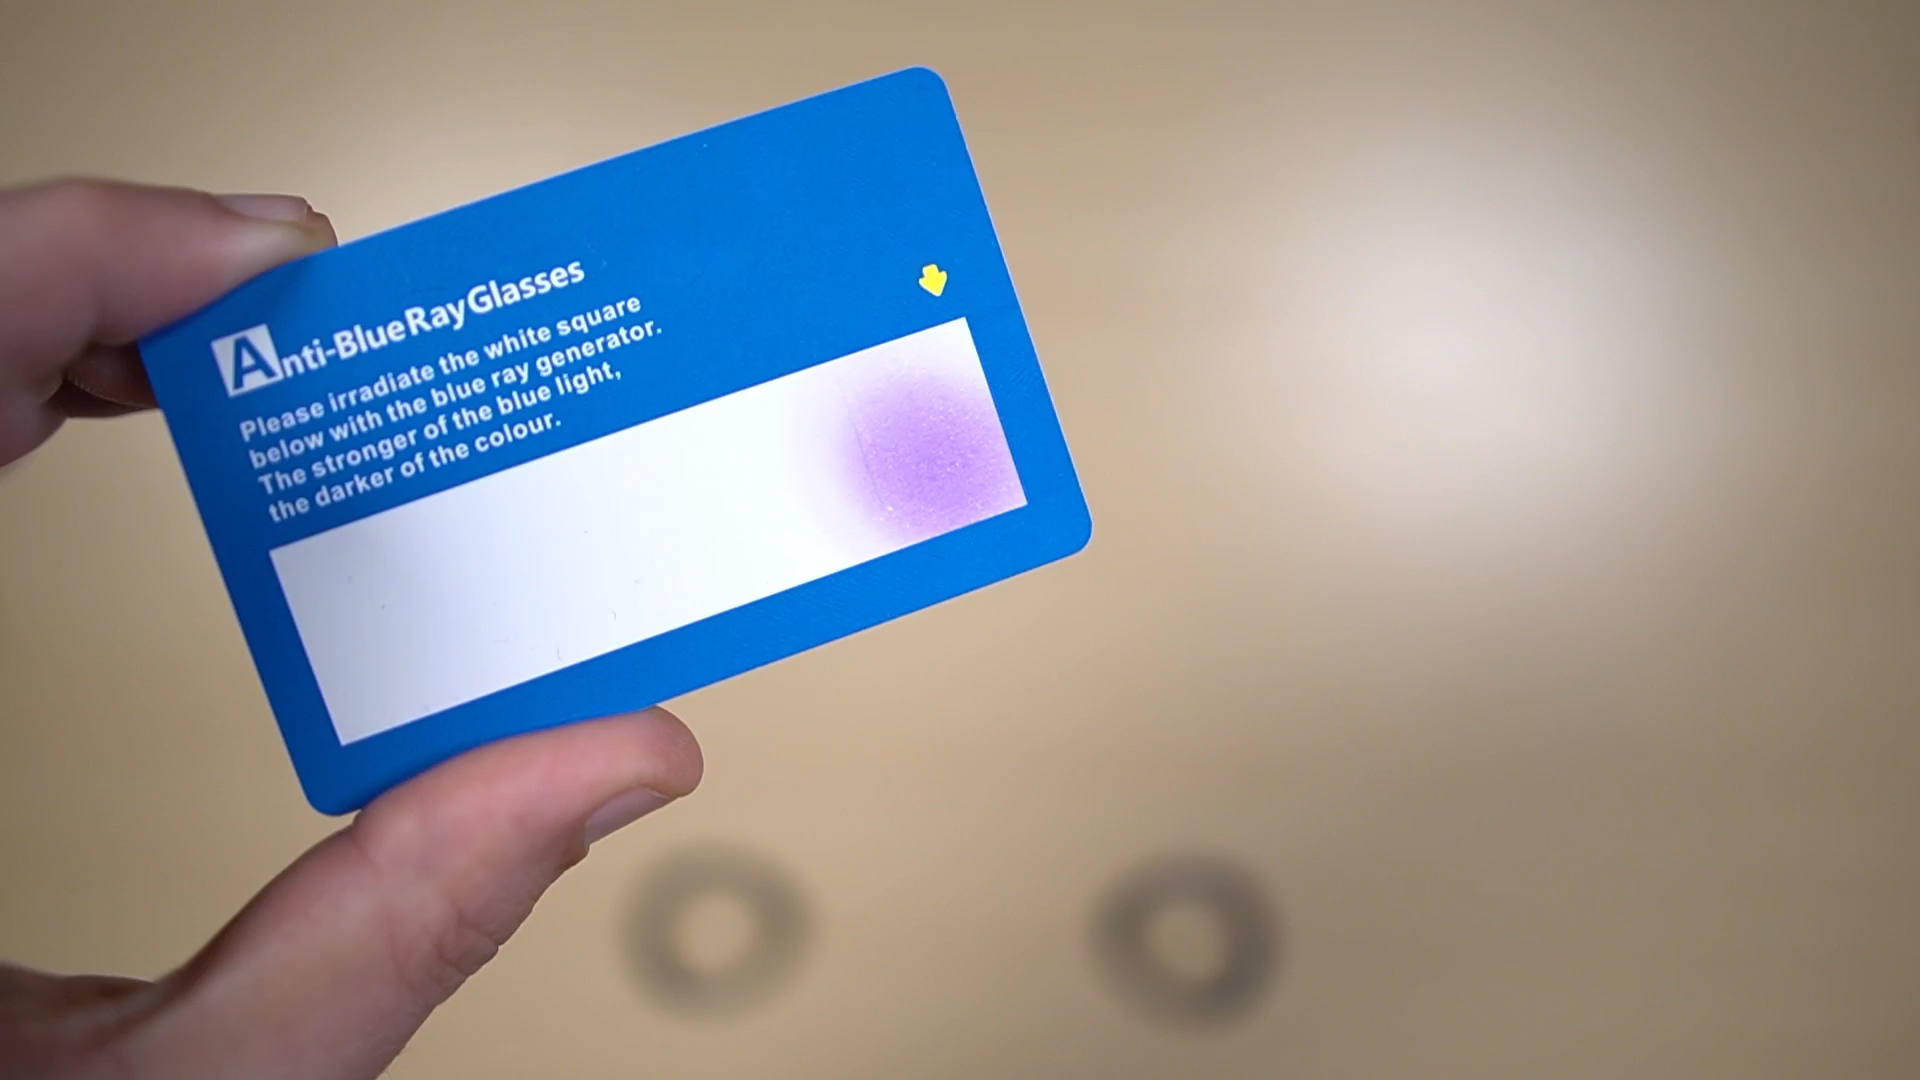 Anti-BlueRayGlasses
Please irradiate the white square
below with the blue ray generator.
The stronger of the blue light,
the darker of the colour.